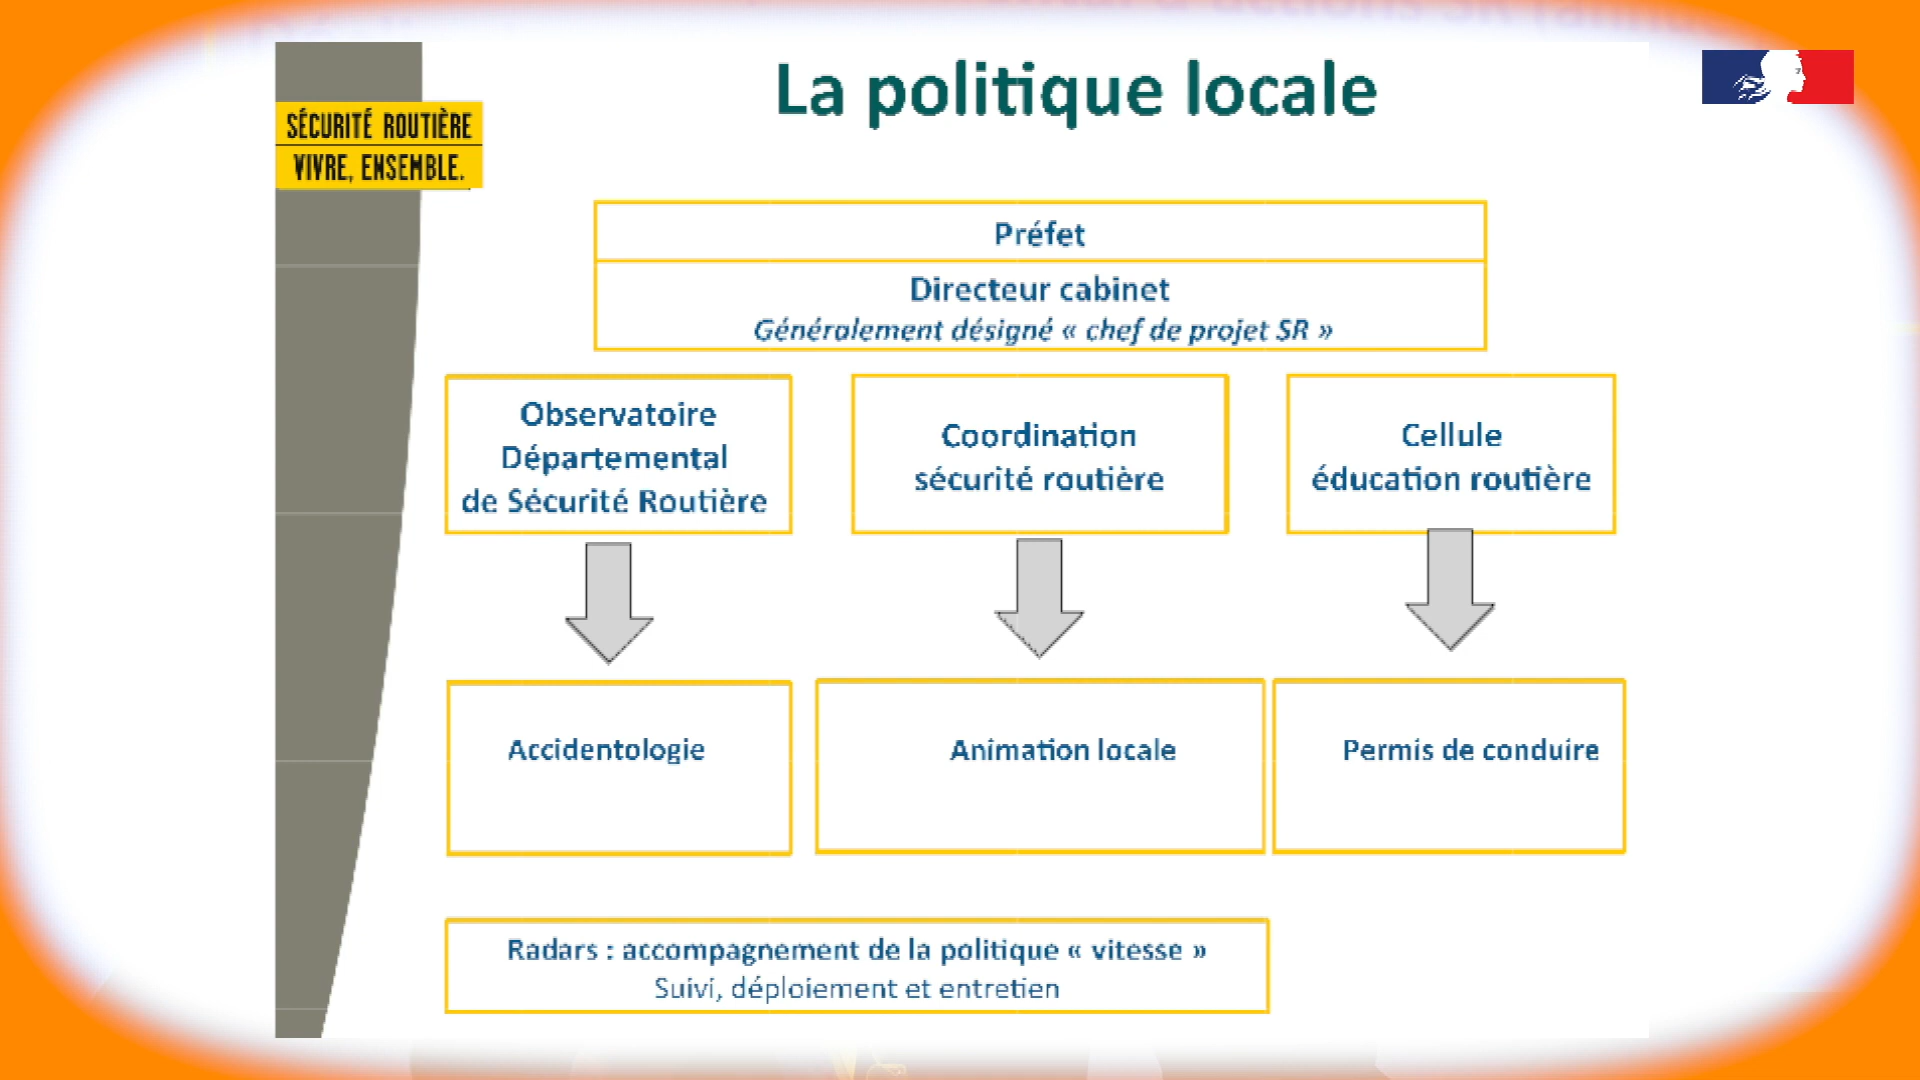 La politique locale
SÉCURITÉ ROUTIÈRE
VIVRE, ENSEMBLE.
Préfet
Directeur cabinet
Généralement désigné « chef de projet SR »
Observatoire
Départemental
de Sécurité Routière
Coordination
sécurité routière
Cellule
éducation routière
Accidentologie
Animation locale
Permis de conduire
Radars : accompagnement de la politique « vitesse »
Suivi, déploiement et entretien